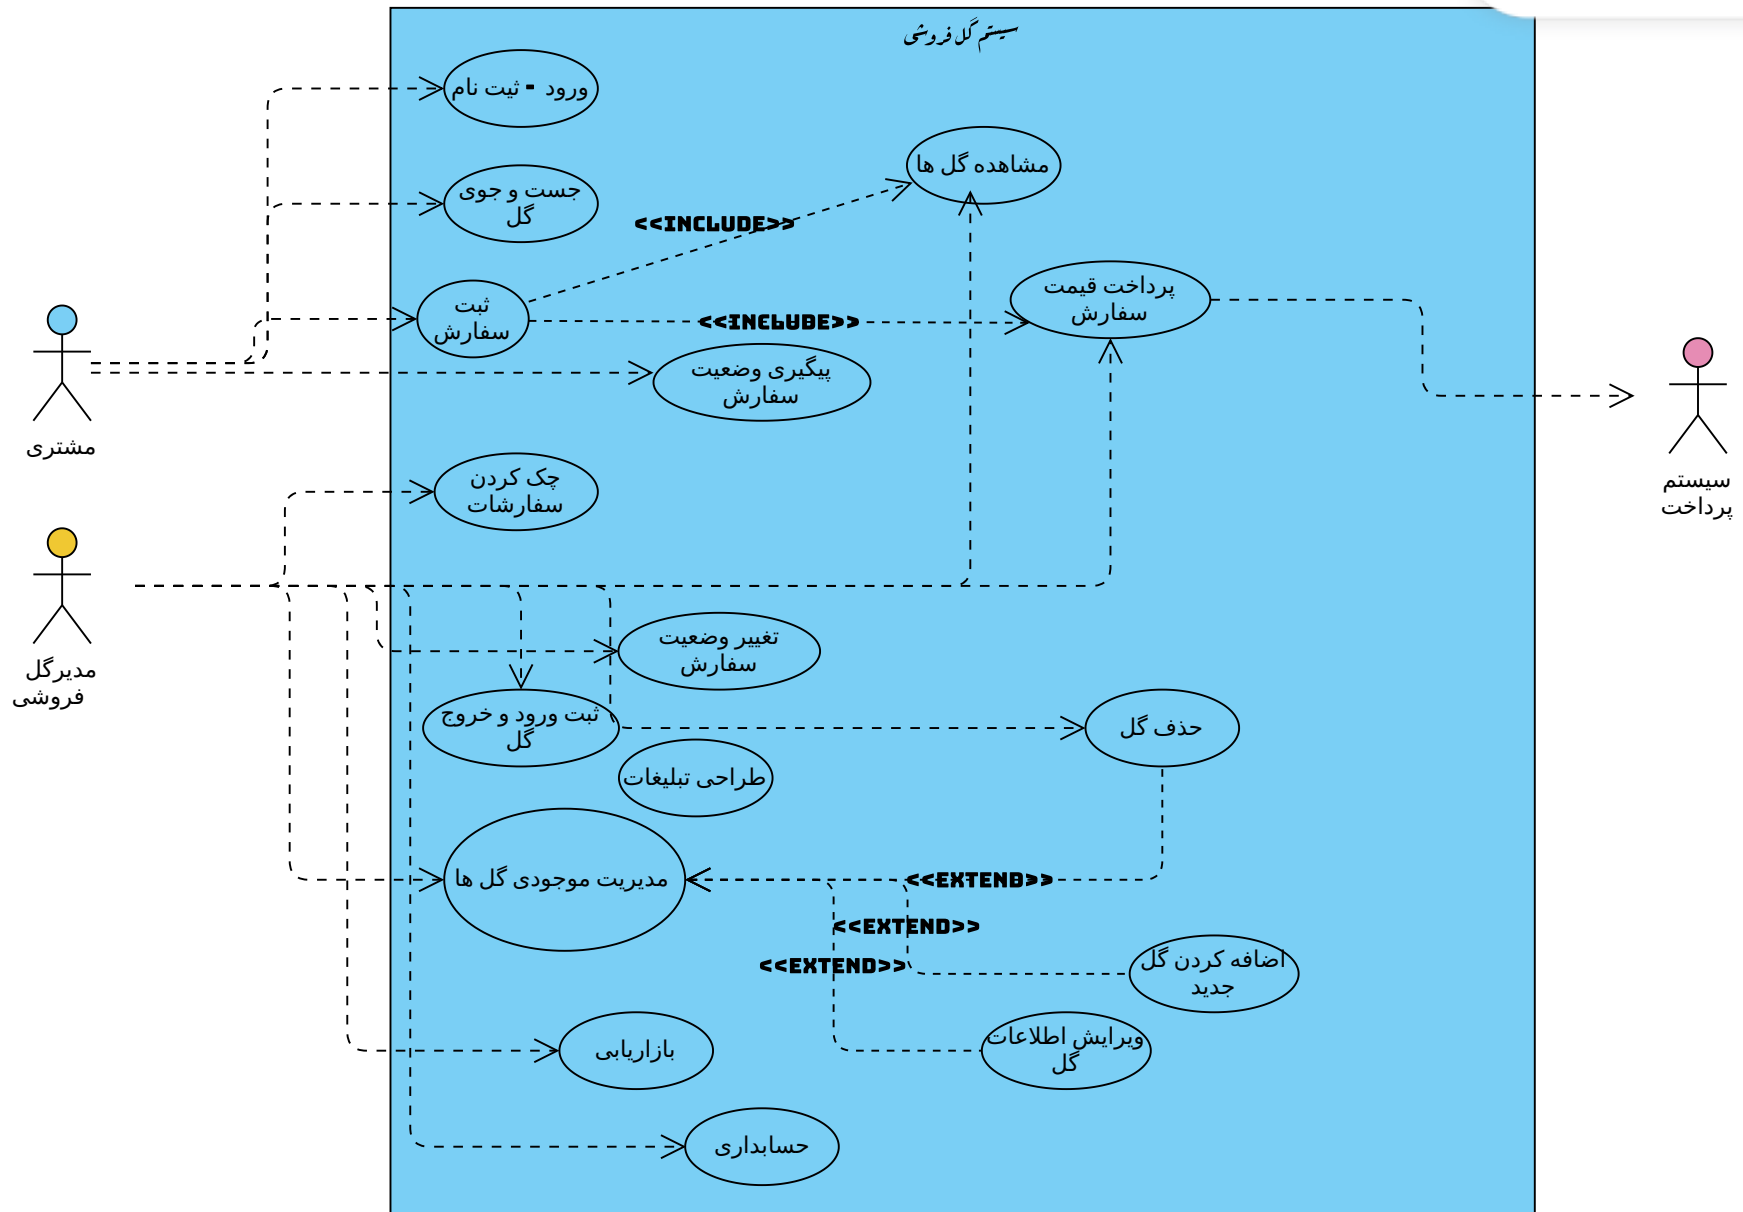 سیستم گل فروشی
ورود - ثیت نام
مشاهده گل ها
جست و جوی
گل
<<INCLUDE>>
پرداخت قیمت
سفارش
ثبت
سفارش
<<INCLUDE>>
پیگیری وضعیت
سفارش
مشتری
چک کردن
سفارشات
سیستم
پرداخت
تغییر وضعیت
سفارش
مدیرگل
فروشی
ثبت ورود و خروج
گل
حذف گل
طراحی تبلیغات
مدیریت موجودی گل ها
<<EXTEND>>
<<EXTEND>>
<<EXTEND>>
اضافه کردن گل
جدید
ویرایش اطلاعات
گل
بازاریابی
حسابداری